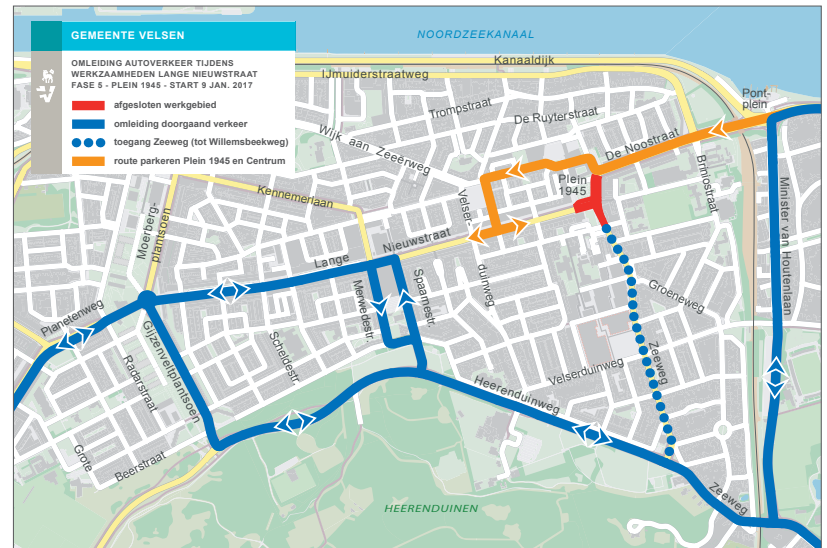 GEMEENTE VELSEN
OMLEIDING AUTOVERKEER TIJDENS
WERKZAAMHEDEN LANGE NIEUWSTRAAT
FASE 5 - PLEIN 1945 - START 9 JAN. 2017
afgesloten werkgebied
omleiding doorgaand verkeer
toegang Zeeweg (tot Willemsbeekweg)
route parkeren Plein 1945 en Centrum
NOORDZEEKANAAL
Kanaaldijk
IJmuiderstraatweg
Pont-
plein
Trompstraat
De Ruyterstraat
De Noostraat
Wijk aan Zeeërweg
Briniostraat
Plein
1945
Minister van Houtenlaan
Kennemerlaan
Velser
duinweg
Moerberg-
plantsoen
Lange
Nieuwstraat
Planetenweg
Merwedestr.
Spaarnestr.
Groeneweg
Gijzenveltplantsoen
Scheldestr.
Radarstraat
Velserduinweg
Zeeweg
Heerenduinweg
Grote
Beerstraat
Zeeweg
HEERENDUINEN